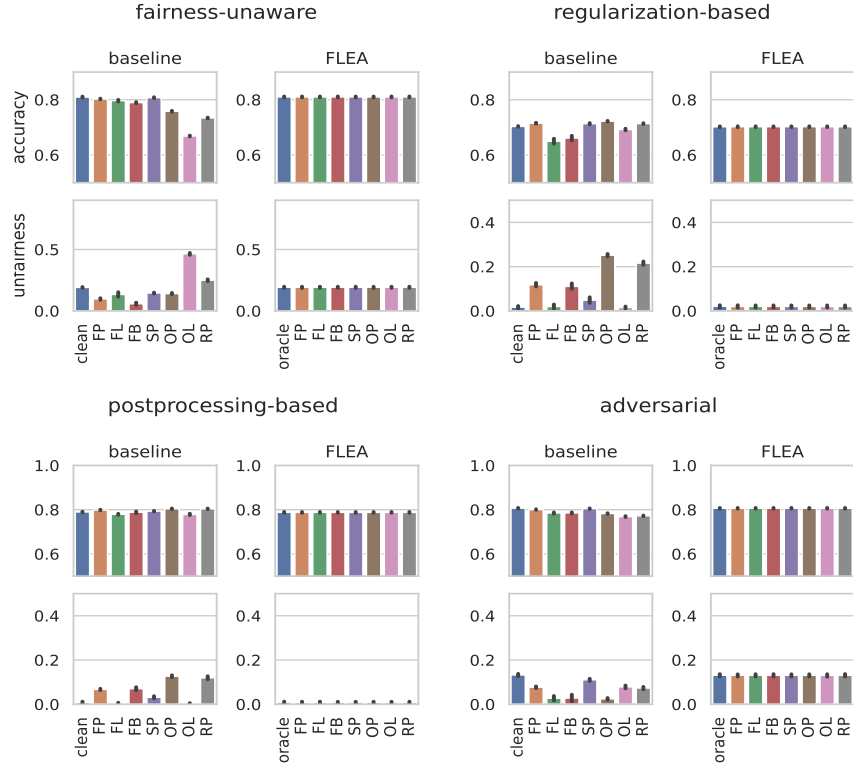 fairness-unaware regularization-based
baseline FLEA baseline FLEA
accuracy 0.8 0.8 0.8 0.8
0.6 0.6 0.6 0.6
unfairness 0.4 0.4
0.5 0.5
0.2 0.2
0.0 0.0 0.0 0.0
clean FP FL FB SP OP OL RP oracle FP FL FB SP OP OL RP clean FP FL FB SP OP OL RP oracle FP FL FB SP OP OL RP
postprocessing-based adversarial
baseline FLEA baseline FLEA
1.0 1.0 1.0 1.0
0.8 0.8 0.8 0.8
0.6 0.6 0.6 0.6
0.4 0.4 0.4 0.4
0.2 0.2 0.2 0.2
0.0 0.0 0.0 0.0
clean FP FL FB SP OP OL RP oracle FP FL FB SP OP OL RP clean FP FL FB SP OP OL RP oracle FP FL FB SP OP OL RP